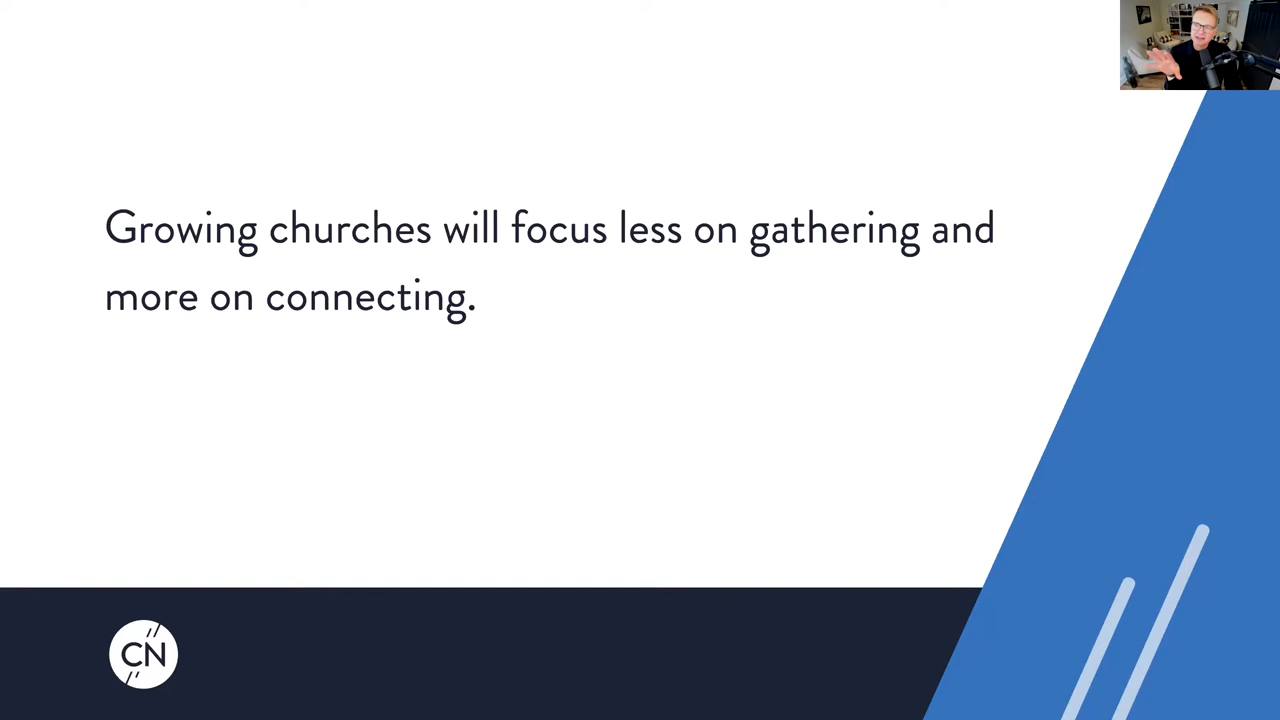 Growing churches will focus less on gathering and
more on connecting.
CN